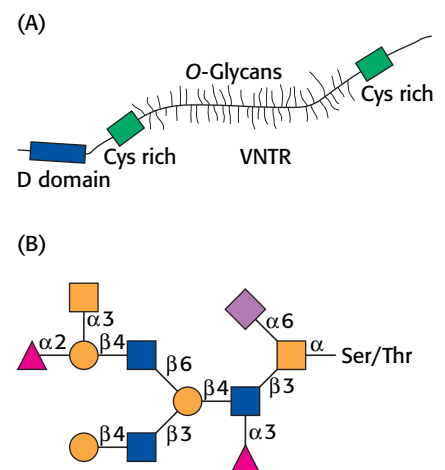 (A)
O-Glycans
Cys rich
Cys rich
VNTR
D domain
(B)
α3
α6
α2
β4
α
Ser/Thr
β6
β4
β3
β4
β3
α3